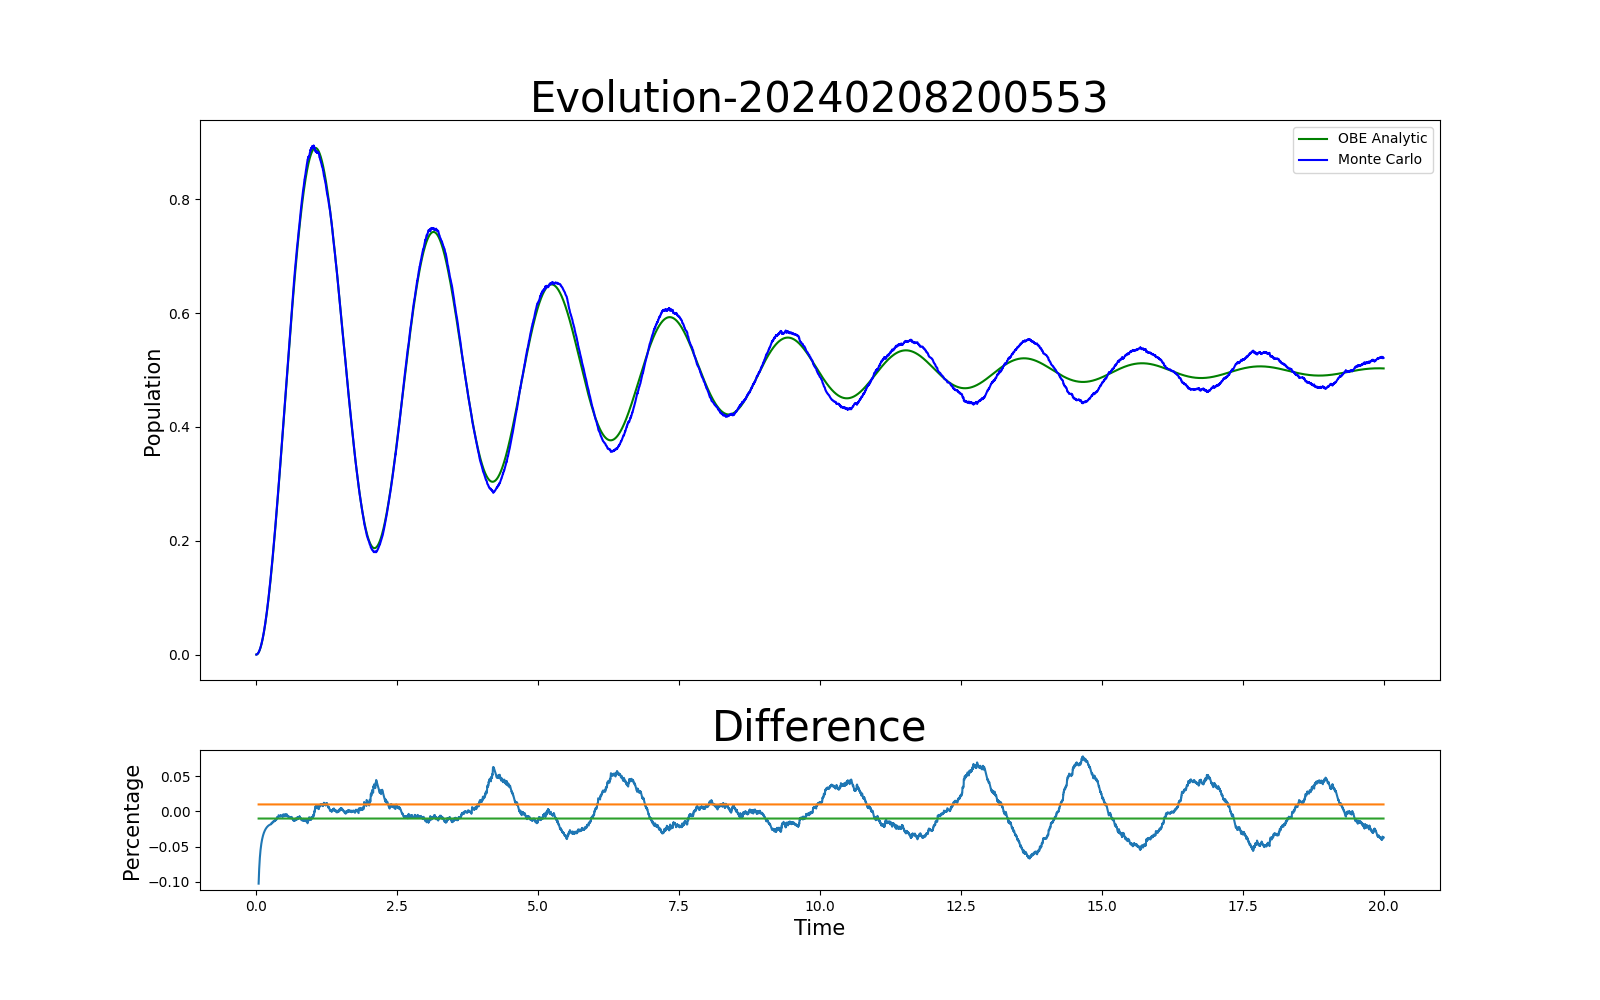 Evolution-20240208200553
OBE Analytic
Monte Carlo
Population
0.8
0.6
0.4
0.2
0.0
Difference
Percentage
0.05
0.00
−0.05
−0.10
0.0 2.5 5.0 7.5 10.0 12.5 15.0 17.5 20.0
Time